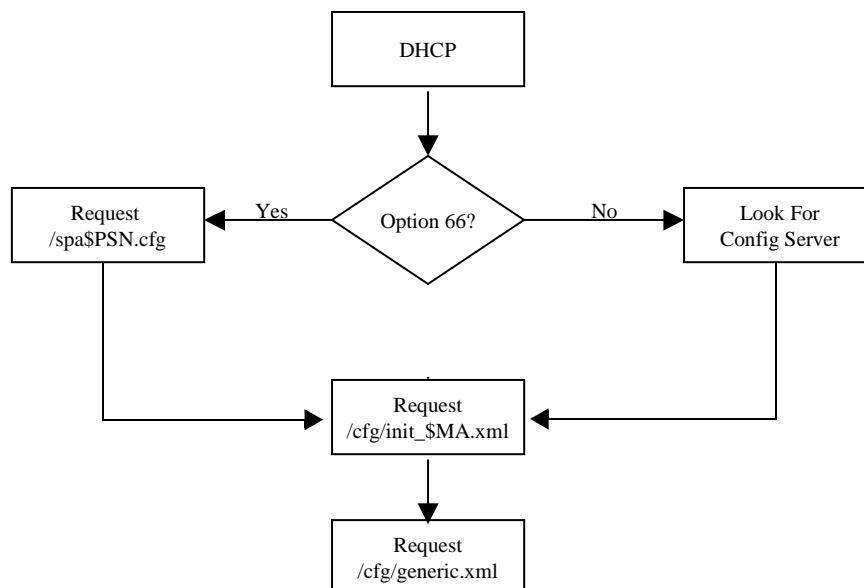 DHCP
Option 66?
Yes
No
Request
/spa$PSN.cfg
Look For
Config Server
Request
/cfg/init_$MA.xml
Request
/cfg/generic.xml